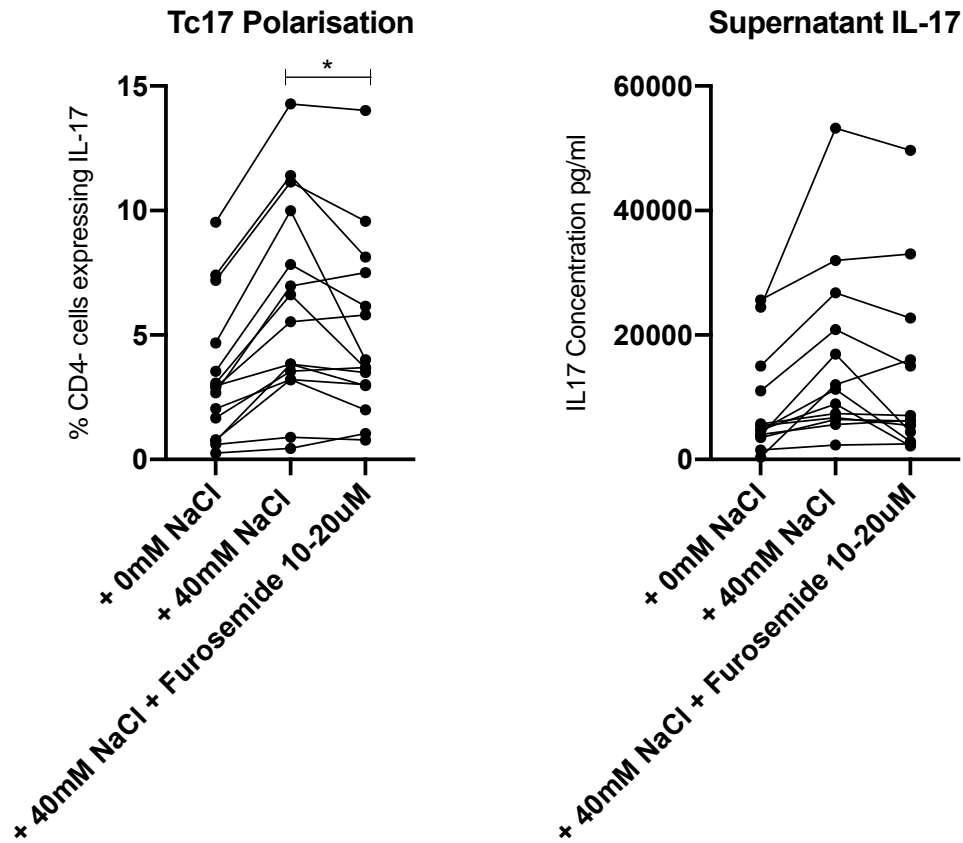 Tc17 Polarisation
*
15
10
5
0
% CD4- cells expressing IL-17
+ 0mM NaCl
+ 40mM NaCl
+ 40mM NaCl + Furosemide 10-20uM
Supernatant IL-17
60000
40000
20000
0
IL17 Concentration pg/ml
+ 0mM NaCl
+ 40mM NaCl
+ 40mM NaCl + Furosemide 10-20uM